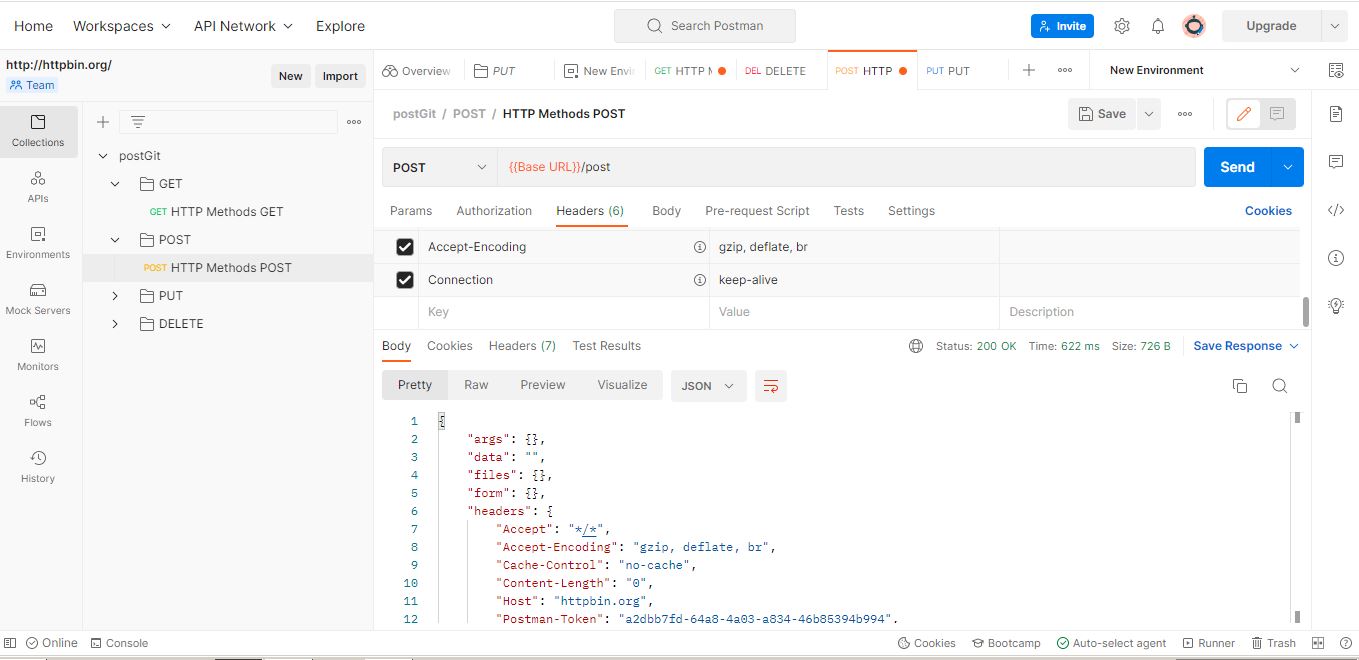 Home Workspaces API Network Explore Search Postman Invite Upgrade
http://httpbin.org/
Team
New Import
Overview PUT New Envi GET HTTP M DEL DELETE POST HTTP PUT PUT New Environment
Collections
APIs
Environments
Mock Servers
Monitors
Flows
History
postGit
GET
GET HTTP Methods GET
POST
POST HTTP Methods POST
PUT
DELETE
postGit / POST / HTTP Methods POST Save
POST {{Base URL}}/post Send
Params Authorization Headers (6) Body Pre-request Script Tests Settings Cookies
Accept-Encoding gzip, deflate, br
Connection keep-alive
Key Value Description
Body Cookies Headers (7) Test Results Status: 200 OK Time: 622 ms Size: 726 B Save Response
Pretty Raw Preview Visualize JSON
1 {
2 "args": {},
3 "data": "",
4 "files": {},
5 "form": {},
6 "headers": {
7 "Accept": "*/*",
8 "Accept-Encoding": "gzip, deflate, br",
9 "Cache-Control": "no-cache",
10 "Content-Length": "0",
11 "Host": "httpbin.org",
12 "Postman-Token": "a2dbb7fd-64a8-4a03-a834-46b85394b994",
Online Console Cookies Bootcamp Auto-select agent Runner Trash